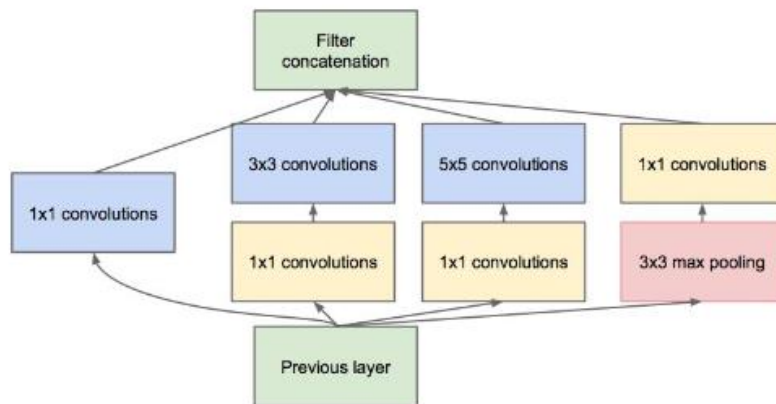 Filter
concatenation
3x3 convolutions
5x5 convolutions
1x1 convolutions
1x1 convolutions
1x1 convolutions
1x1 convolutions
3x3 max pooling
Previous layer